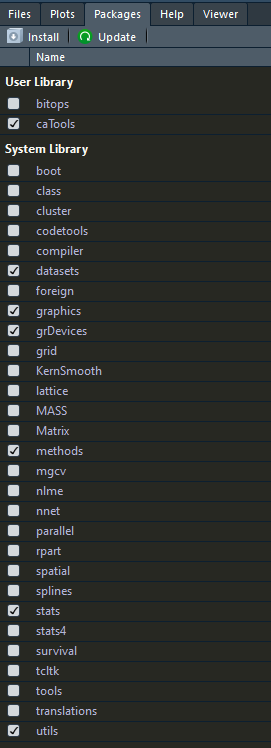 Files Plots Packages Help Viewer
Install Update
Name
User Library
bitops
caTools
System Library
boot
class
cluster
codetools
compiler
datasets
foreign
graphics
grDevices
grid
KernSmooth
lattice
MASS
Matrix
methods
mgcv
nlme
nnet
parallel
rpart
spatial
splines
stats
stats4
survival
tcltk
tools
translations
utils